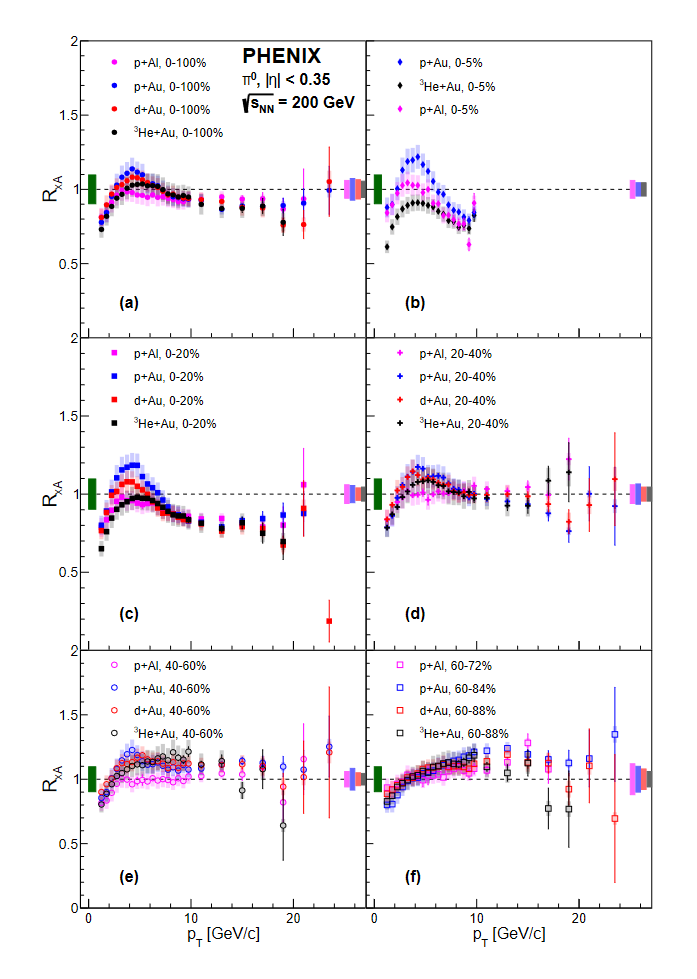 PHENIX
π⁰, |η| < 0.35
√sNN = 200 GeV
p+Al, 0-100%
p+Au, 0-100%
d+Au, 0-100%
³He+Au, 0-100%
2
1.5
1
0.5
0
RxA
(a)
p+Au, 0-5%
³He+Au, 0-5%
p+Al, 0-5%
(b)
p+Al, 0-20%
p+Au, 0-20%
d+Au, 0-20%
³He+Au, 0-20%
2
1.5
1
0.5
RxA
(c)
p+Al, 20-40%
p+Au, 20-40%
d+Au, 20-40%
³He+Au, 20-40%
(d)
p+Al, 40-60%
p+Au, 40-60%
d+Au, 40-60%
³He+Au, 40-60%
2
1.5
1
0.5
0
RxA
(e)
0 10 20
pT [GeV/c]
p+Al, 60-72%
p+Au, 60-84%
d+Au, 60-88%
³He+Au, 60-88%
(f)
0 10 20
pT [GeV/c]